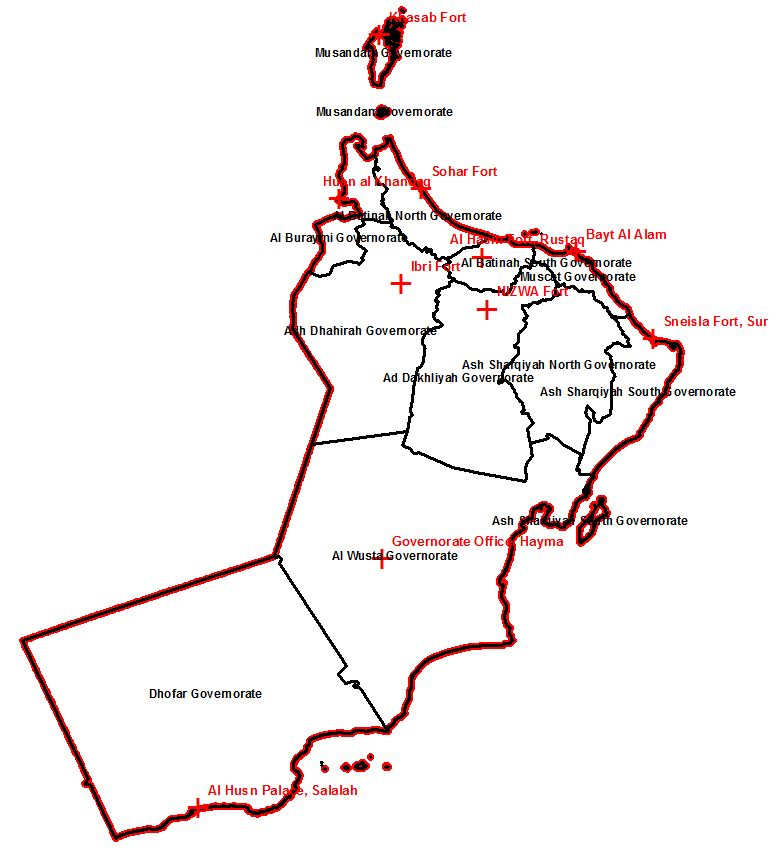 Khasab Fort
Musandam Governorate
Musandam Governorate
Sohar Fort
Husn al Khandaq
Al Batinah North Governorate
Bayt Al Alam
Al Buraymi Governorate
Al Hazm Fort, Rustaq
Al Batinah South Governorate
Ibri Fort
Muscat Governorate
NIZWA Fort
Sneisla Fort, Sur
Adh Dhahirah Governorate
Ash Sharqiyah North Governorate
Ad Dakhliyah Governorate
Ash Sharqiyah South Governorate
Ash Sharqiyah South Governorate
Governorate Office, Hayma
Al Wusta Governorate
Dhofar Governorate
Al Husn Palace, Salalah